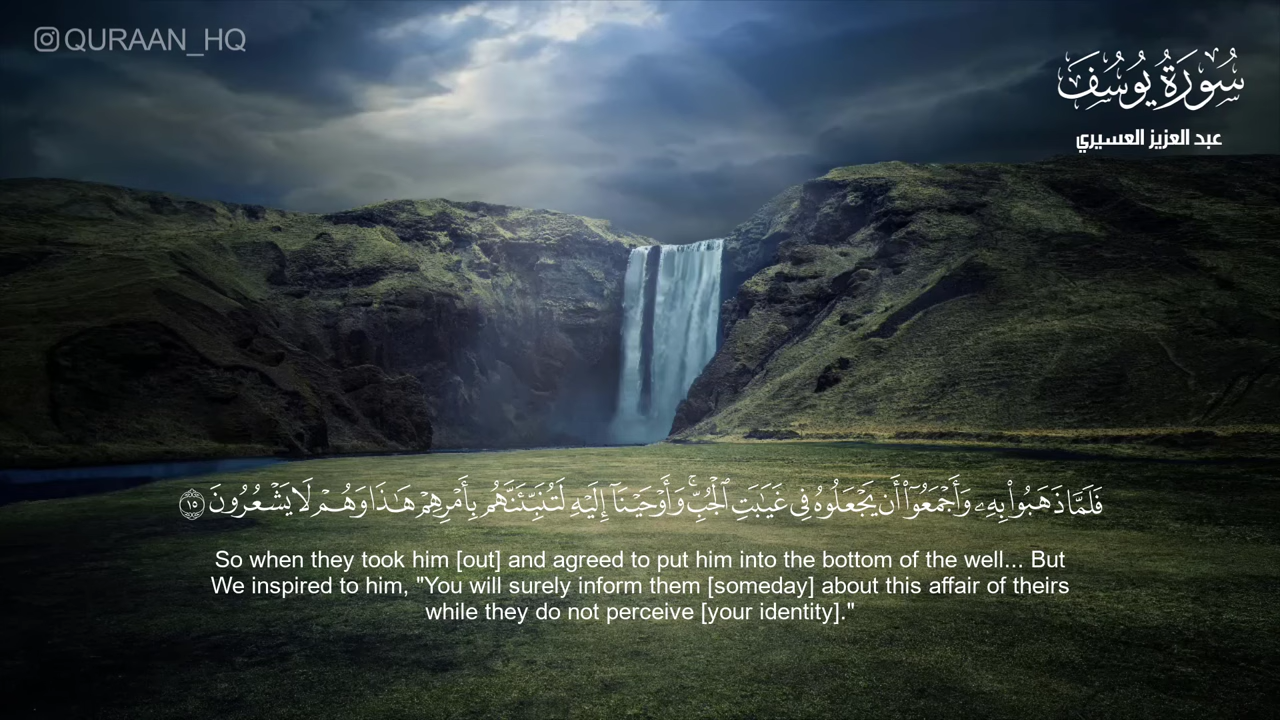 QURAAN_HQ
سُورَةُ يُوسُف
عبد العزيز العسيري
فَلَمَّا ذَهَبُوا۟ بِهِۦ وَأَجْمَعُوٓا۟ أَن يَجْعَلُوهُ فِى غَيَـٰبَتِ ٱلْجُبِّ ۚ وَأَوْحَيْنَآ إِلَيْهِ لَتُنَبِّئَنَّهُم بِأَمْرِهِمْ هَـٰذَا وَهُمْ لَا يَشْعُرُونَ ١٥
So when they took him [out] and agreed to put him into the bottom of the well... But
We inspired to him, "You will surely inform them [someday] about this affair of theirs
while they do not perceive [your identity]."